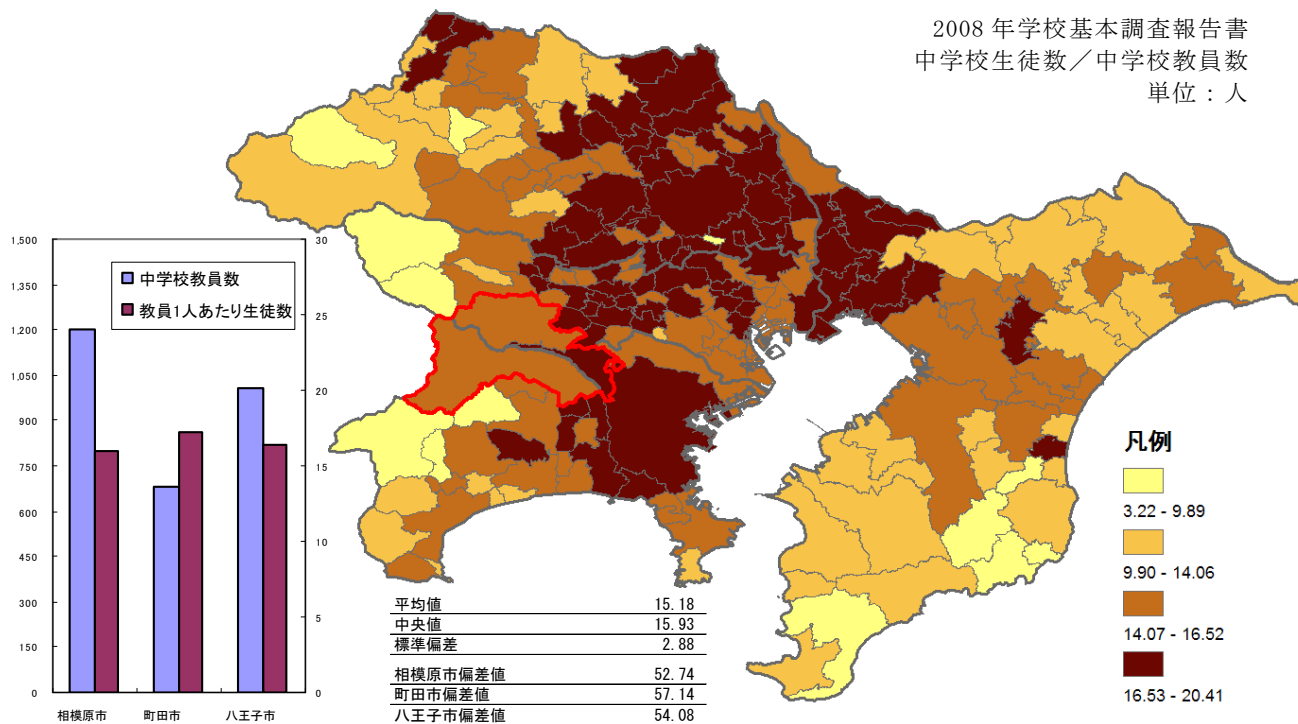 2008 年学校基本調査報告書
中学校生徒数／中学校教員数
単位：人
1,500
1,350
1,200
1,050
900
750
600
450
300
150
0
30
25
20
15
10
5
0
中学校教員数
教員1人あたり生徒数
相模原市
町田市
八王子市
平均値 15.18
中央値 15.93
標準偏差 2.88
相模原市偏差値 52.74
町田市偏差値 57.14
八王子市偏差値 54.08
凡例
3.22 - 9.89
9.90 - 14.06
14.07 - 16.52
16.53 - 20.41